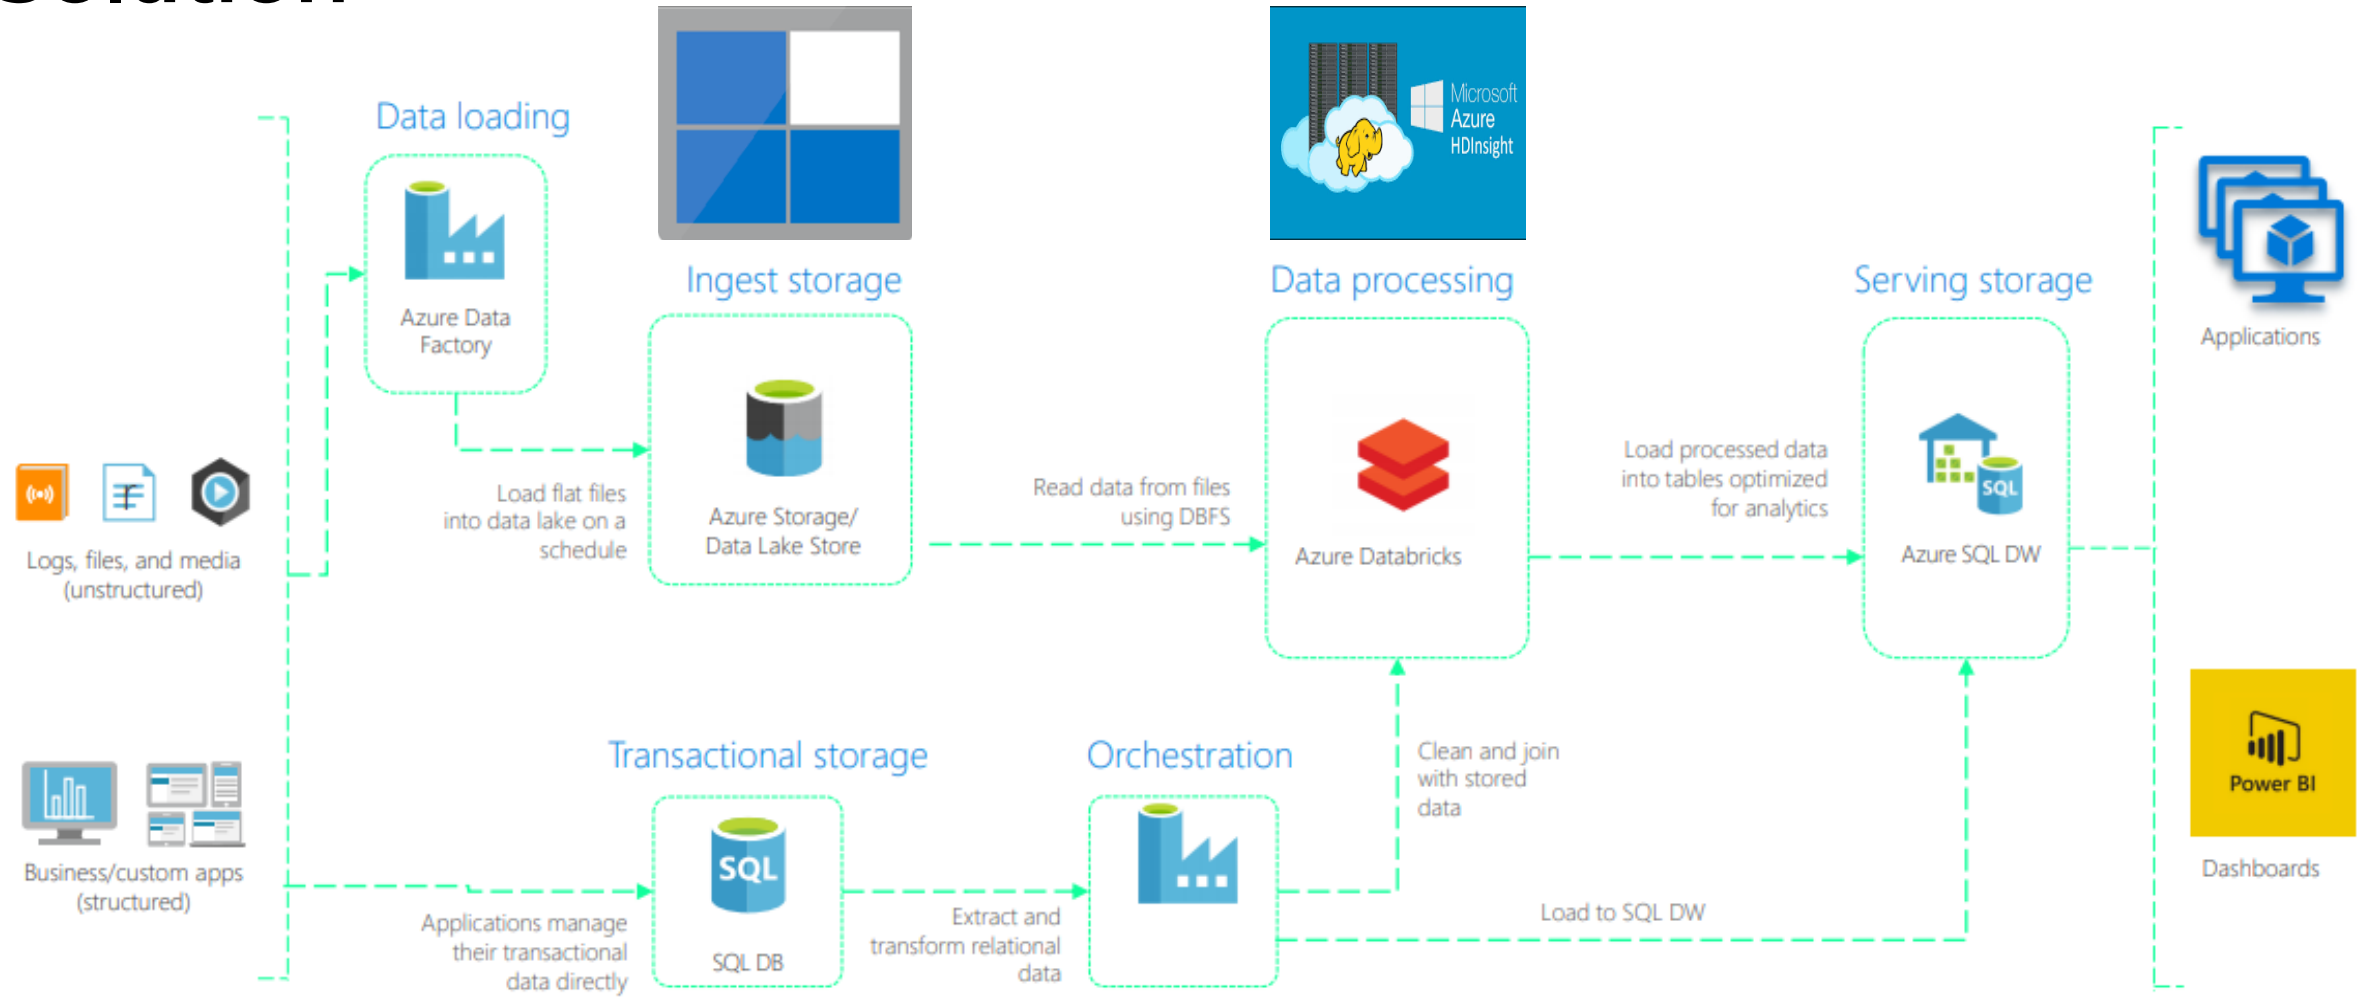 Solution
Data loading
Azure Data
Factory
Load flat files
into data lake on a
schedule
Ingest storage
Azure Storage/
Data Lake Store
Read data from files
using DBFS
Microsoft
Azure
HDInsight
Data processing
Azure Databricks
Load processed data
into tables optimized
for analytics
Serving storage
SQL
Azure SQL DW
Applications
Logs, files, and media
(unstructured)
Business/custom apps
(structured)
Applications manage
their transactional
data directly
Transactional storage
SQL
SQL DB
Extract and
transform relational
data
Orchestration
Clean and join
with stored
data
Load to SQL DW
Power BI
Dashboards